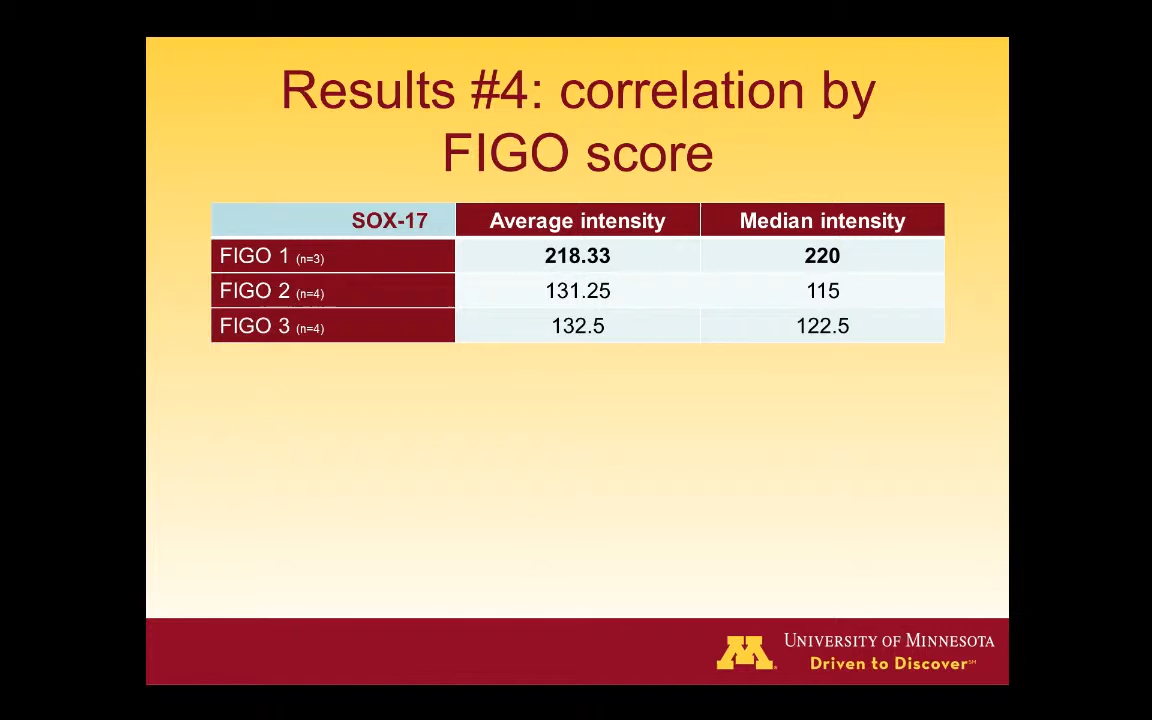 Results #4: correlation by
FIGO score
SOX-17 Average intensity Median intensity
FIGO 1 (n=3) 218.33 220
FIGO 2 (n=4) 131.25 115
FIGO 3 (n=4) 132.5 122.5
M UNIVERSITY OF MINNESOTA
Driven to Discover℠